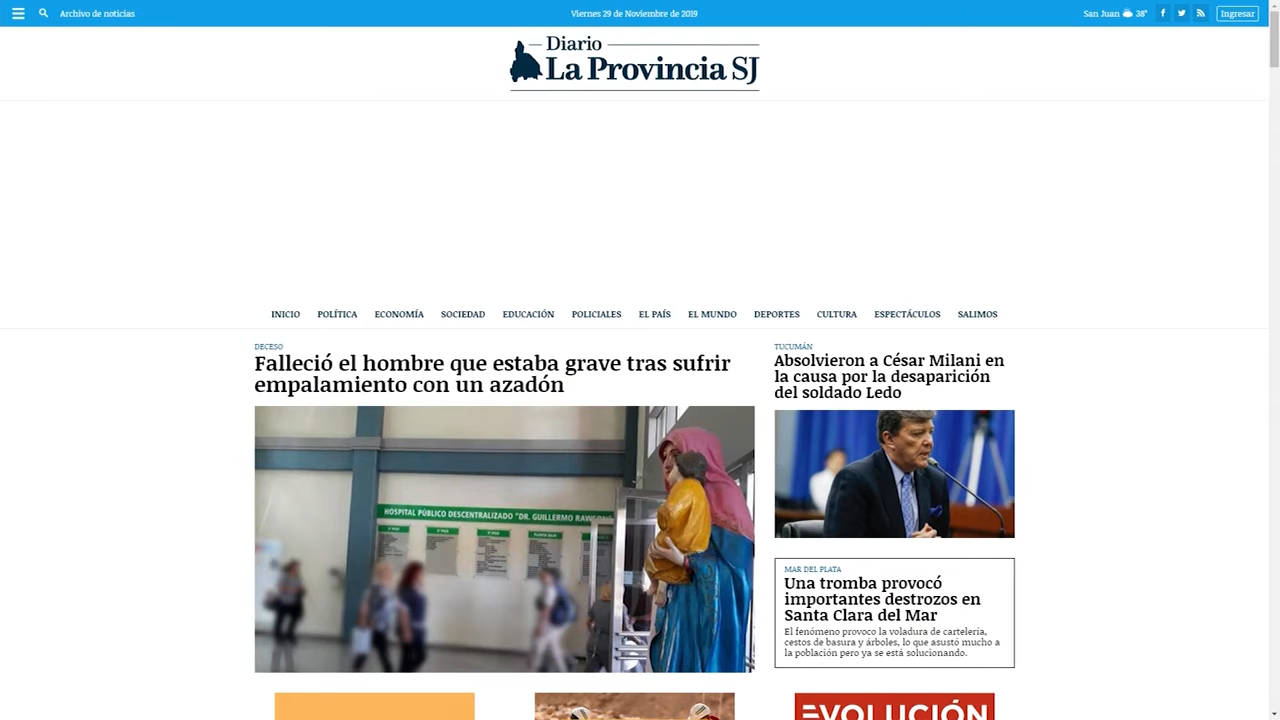 Archivo de noticias
Viernes 29 de Noviembre de 2019
San Juan 38°
Ingresar
Diario
La Provincia SJ
INICIO POLÍTICA ECONOMÍA SOCIEDAD EDUCACIÓN POLICIALES EL PAÍS EL MUNDO DEPORTES CULTURA ESPECTÁCULOS SALIMOS
DECESO
Falleció el hombre que estaba grave tras sufrir
empalamiento con un azadón
HOSPITAL PÚBLICO DESCENTRALIZADO "DR. GUILLERMO RAWSON"
PLANTA BAJA
TUCUMÁN
Absolvieron a César Milani en
la causa por la desaparición
del soldado Ledo
MAR DEL PLATA
Una tromba provocó
importantes destrozos en
Santa Clara del Mar
El fenómeno provoco la voladura de cartelería,
cestos de basura y árboles, lo que asustó mucho a
la población pero ya se está solucionando.
EVOLUCIÓN